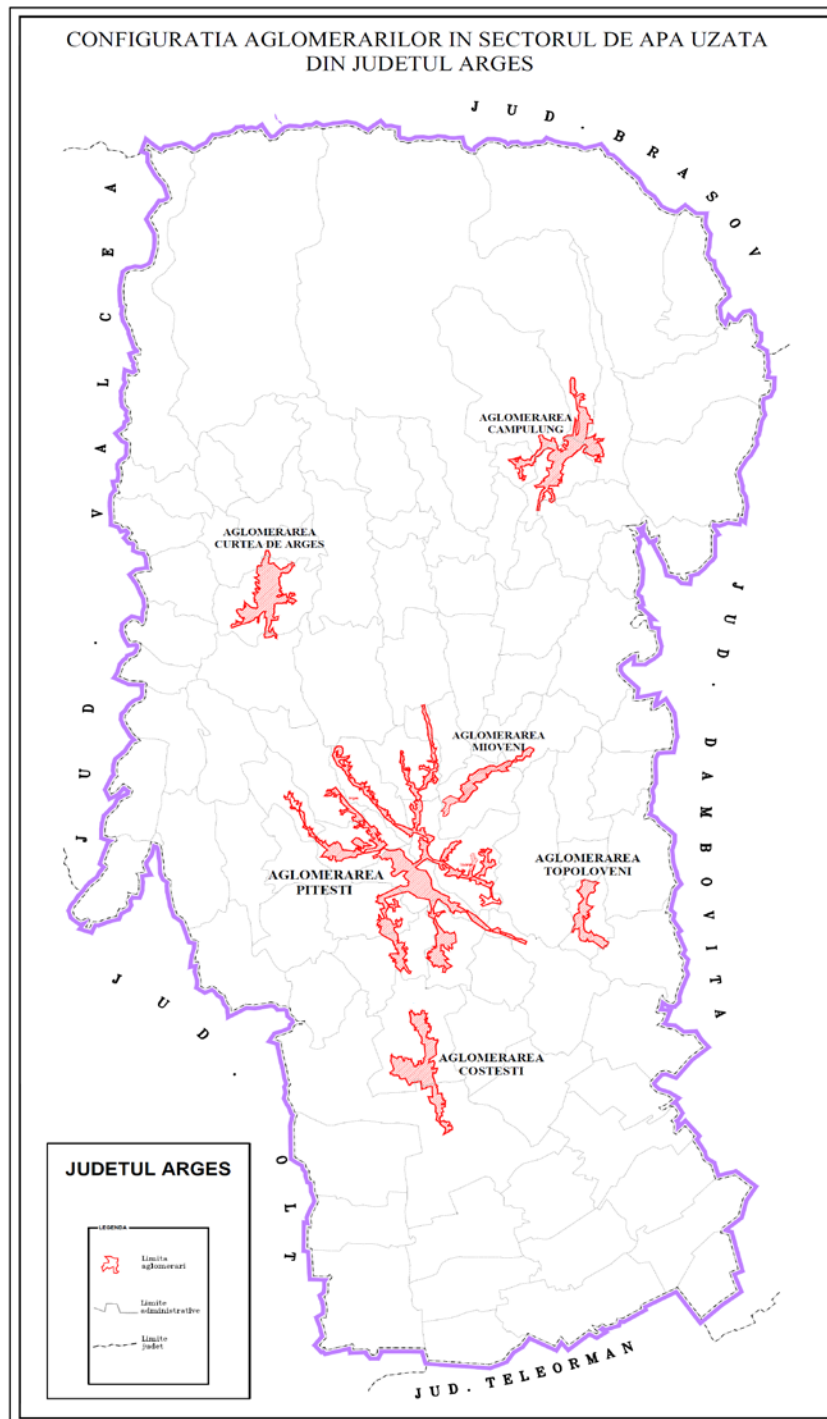 CONFIGURATIA AGLOMERARILOR IN SECTORUL DE APA UZATA
DIN JUDETUL ARGES
JUD. BRASOV
JUD. VALCEA
AGLOMERAREA
CAMPULUNG
AGLOMERAREA
CURTEA DE ARGES
JUD. DAMBOVITA
AGLOMERAREA
MIOVENI
AGLOMERAREA
PITESTI
AGLOMERAREA
TOPOLOVENI
JUD. OLT
AGLOMERAREA
COSTESTI
JUDETUL ARGES
LEGENDA
Limita
aglomerari
Limite
administrative
Limite
judet
JUD. TELEORMAN